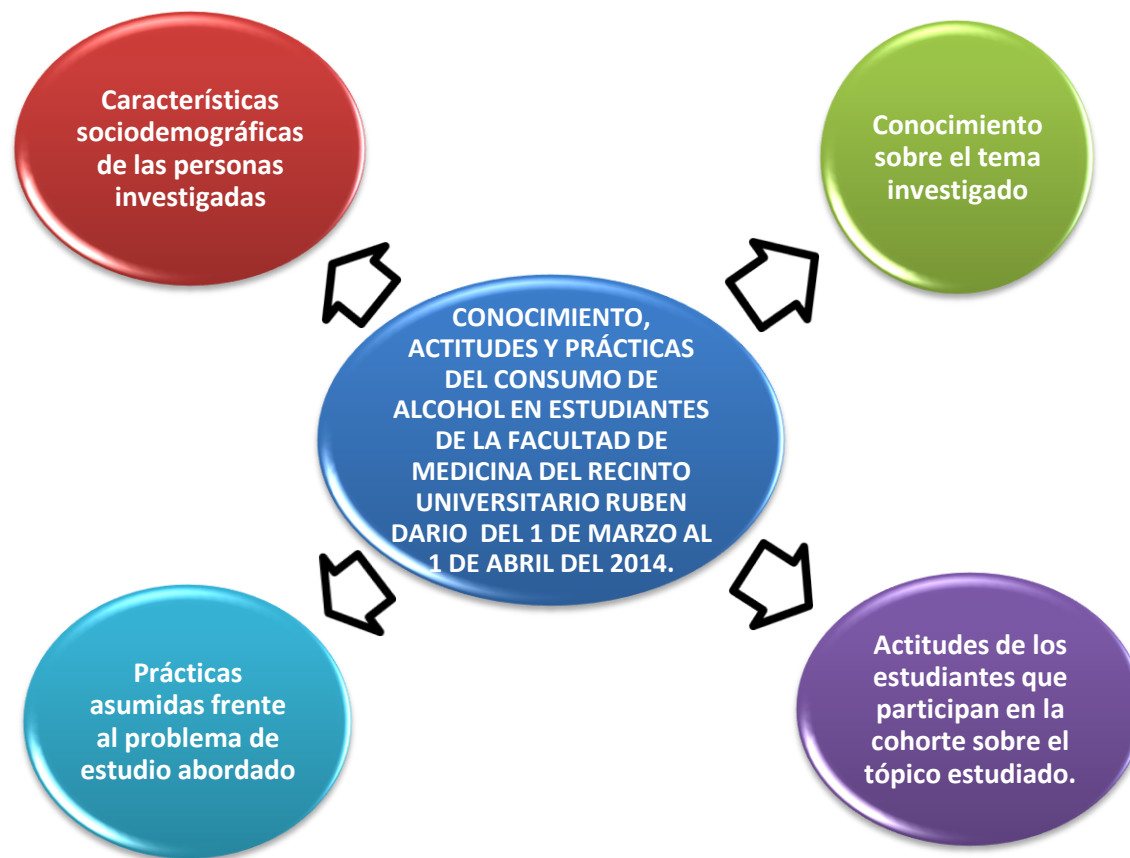 Características
sociodemográficas
de las personas
investigadas
Conocimiento
sobre el tema
investigado
CONOCIMIENTO,
ACTITUDES Y PRÁCTICAS
DEL CONSUMO DE
ALCOHOL EN ESTUDIANTES
DE LA FACULTAD DE
MEDICINA DEL RECINTO
UNIVERSITARIO RUBEN
DARIO DEL 1 DE MARZO AL
1 DE ABRIL DEL 2014.
Prácticas
asumidas frente
al problema de
estudio abordado
Actitudes de los
estudiantes que
participan en la
cohorte sobre el
tópico estudiado.